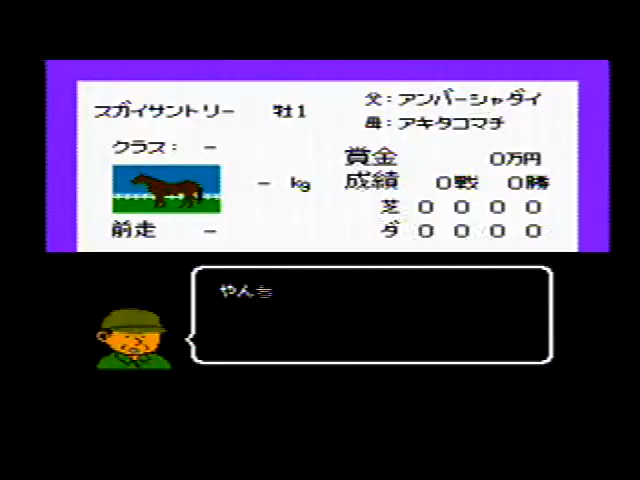 スガイサントリー 牡1
父:アンバーシャダイ
母:アキタコマチ
クラス: -
賞金 0万円
- kg
成績 0戦 0勝
芝 0 0 0 0
前走 -
ダ 0 0 0 0
やんち